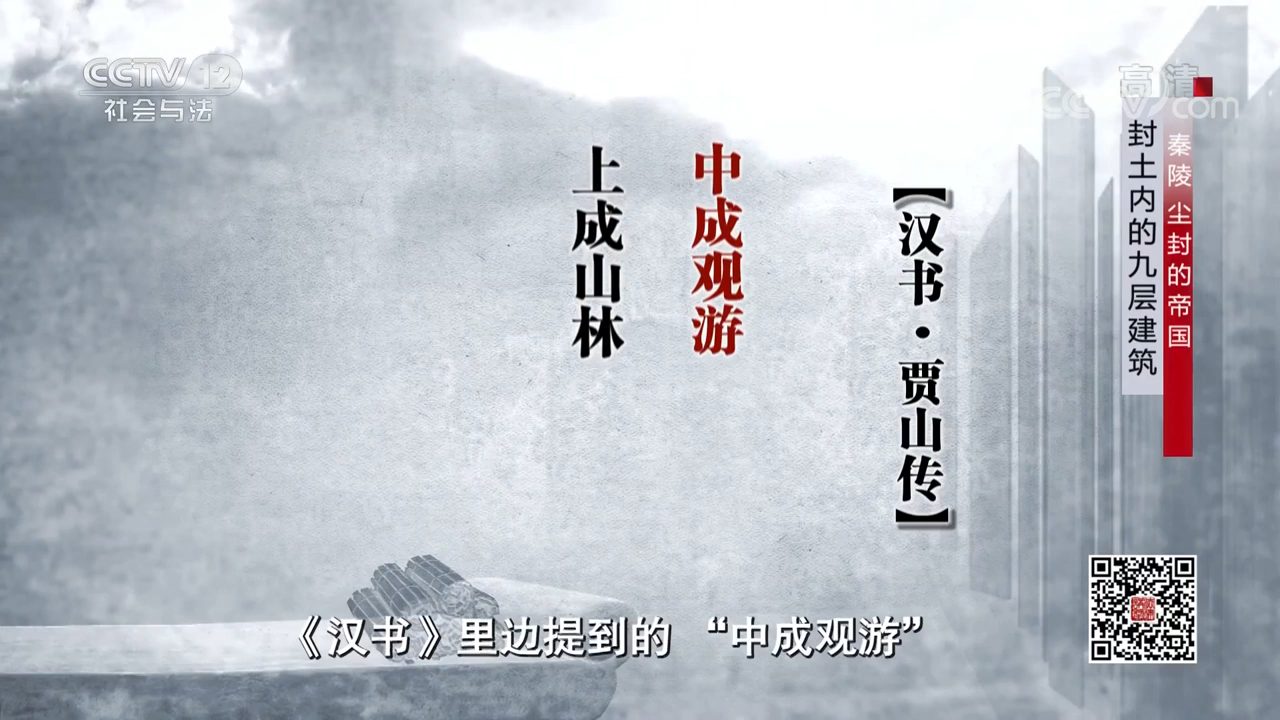 CCTV 12
社会与法
高清
CCTV.com
秦陵 尘封的帝国
封土内的九层建筑
【汉书·贾山传】
中成观游
上成山林
《汉书》里边提到的 “中成观游”